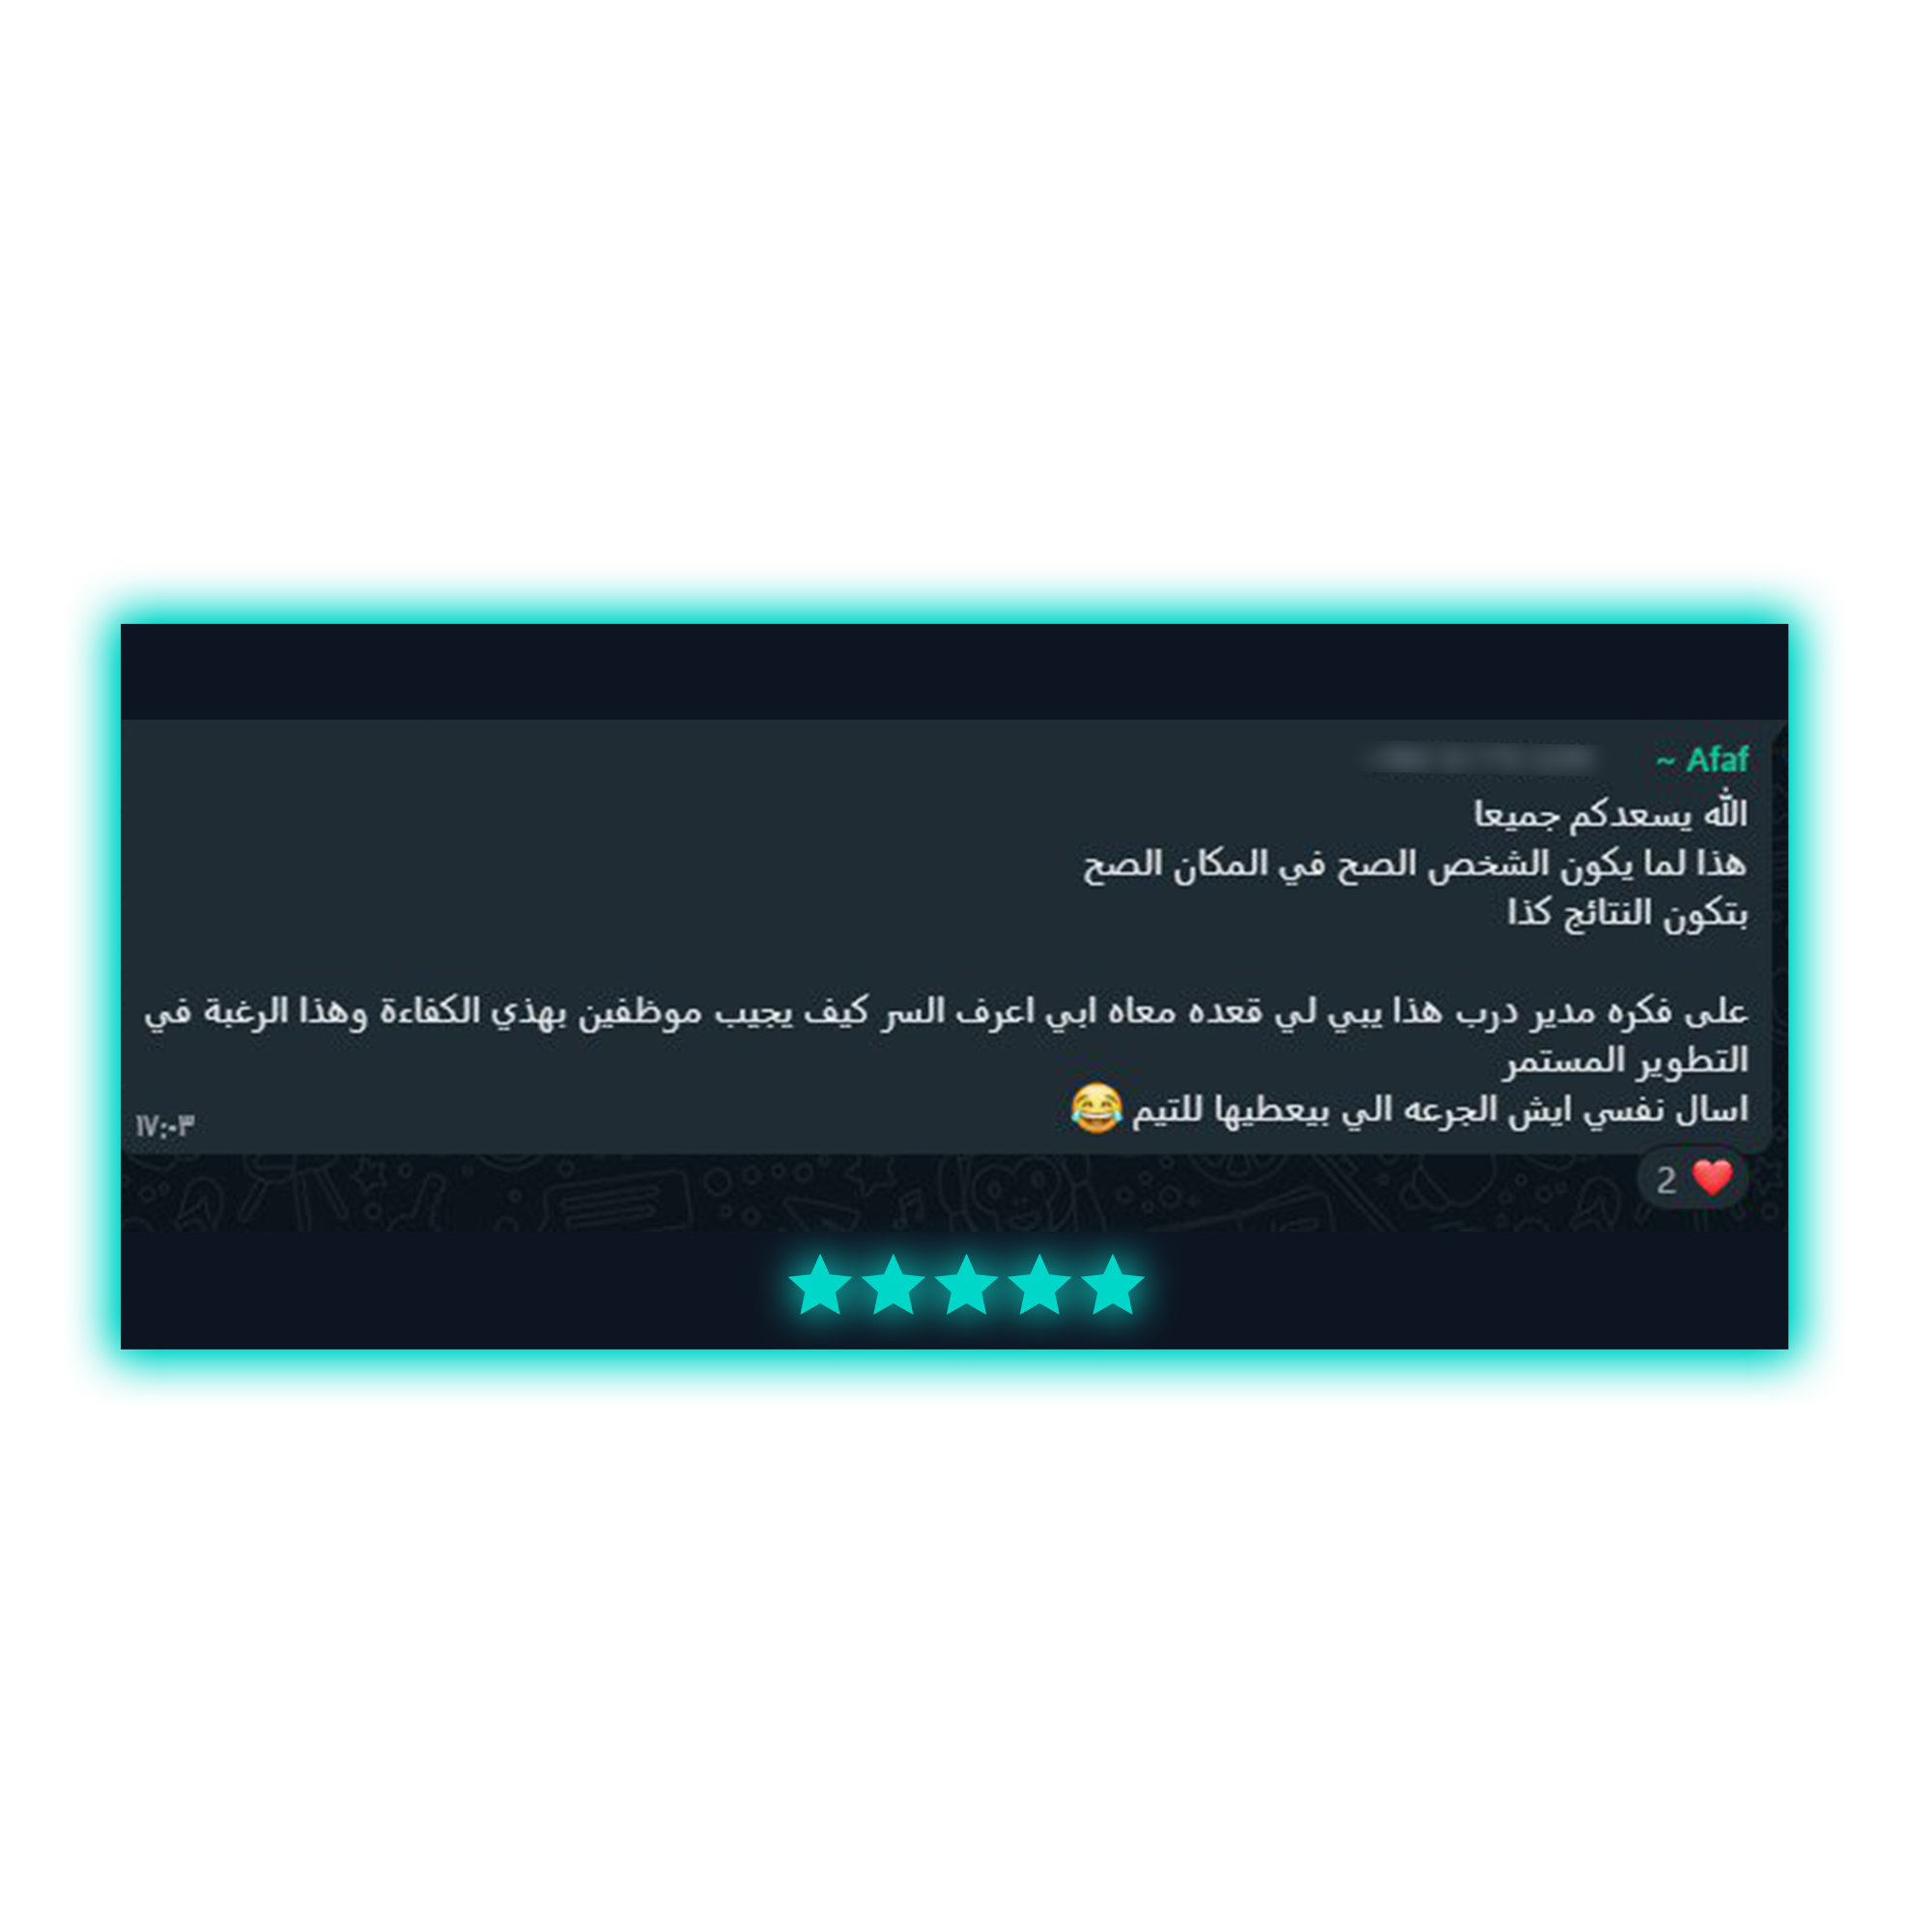 ~ Afaf
الله يسعدكم جميعا
هذا لما يكون الشخص الصح في المكان الصح
بتكون النتائج كذا
على فكره مدير درب هذا يبي لي قعده معاه ابي اعرف السر كيف يجيب موظفين بهذي الكفاءة وهذا الرغبة في
التطوير المستمر
اسال نفسي ايش الجرعه الي بيعطيها للتيم 😂
١٧:٠٣
❤️ 2